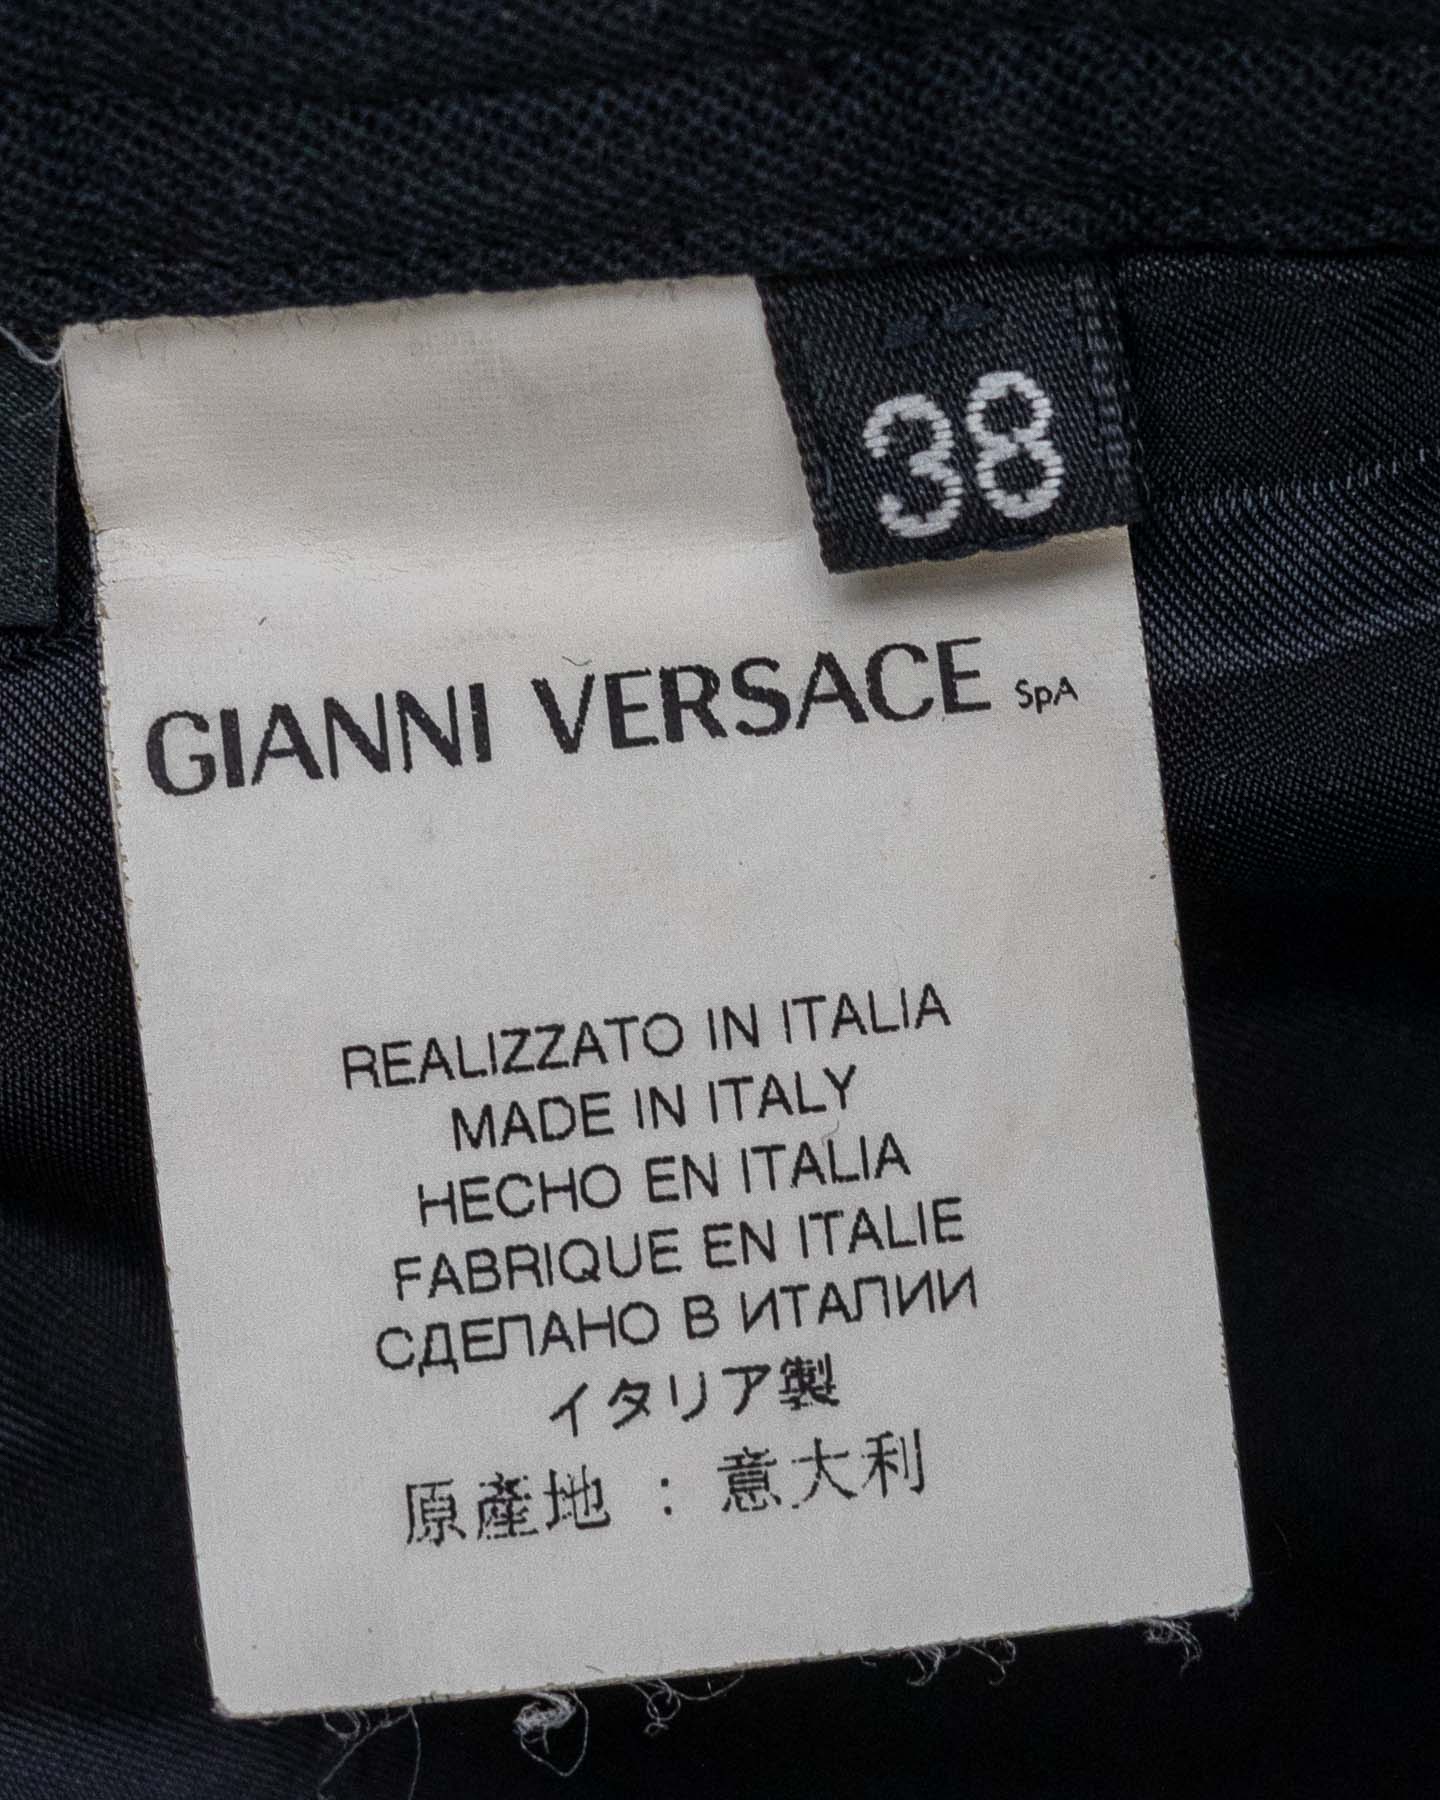 38
GIANNI VERSACE SpA
REALIZZATO IN ITALIA
MADE IN ITALY
HECHO EN ITALIA
FABRIQUE EN ITALIE
СДЕЛАНО В ИТАЛИИ
イタリア製
原産地 : 意大利